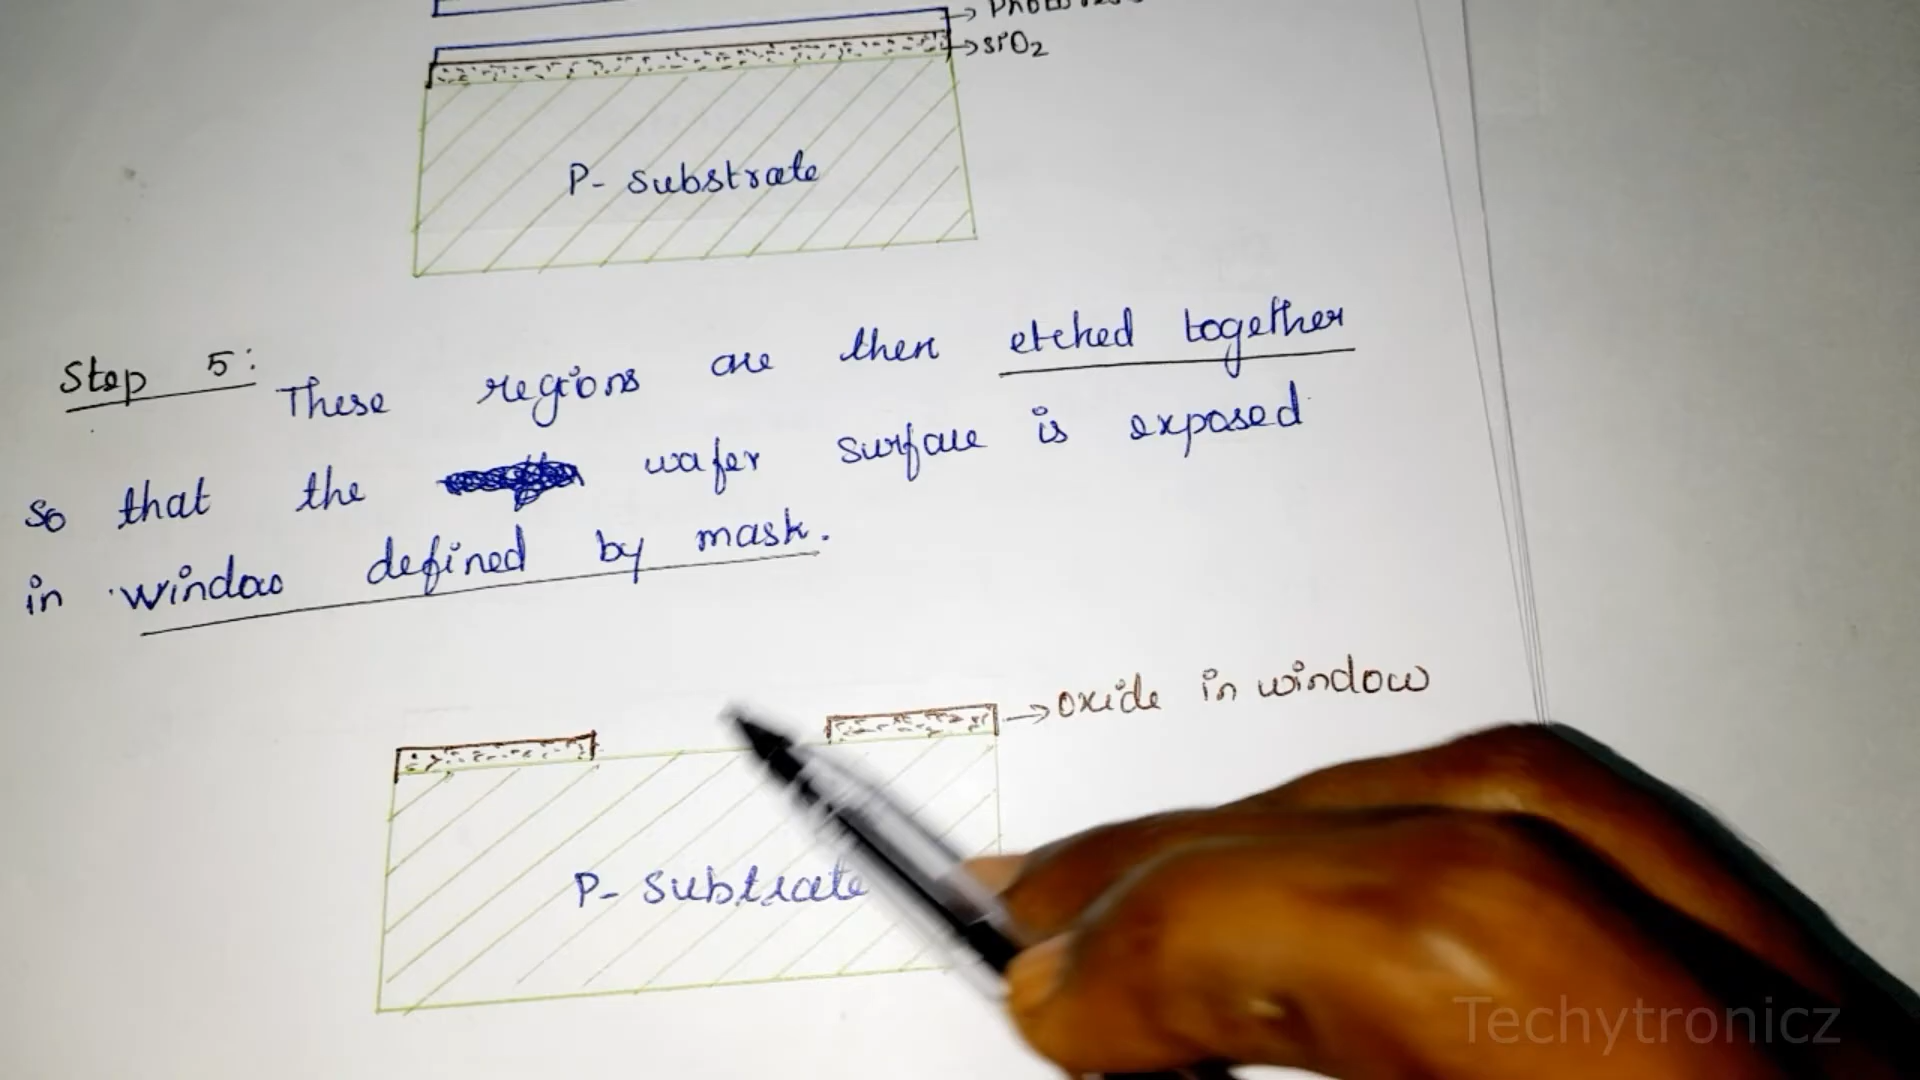 SiO2
P- substrate
Step 5: These regions are then etched together
so that the wafer surface is exposed
in window defined by mask.
oxide in window
P- Subtrate
Techytronicz